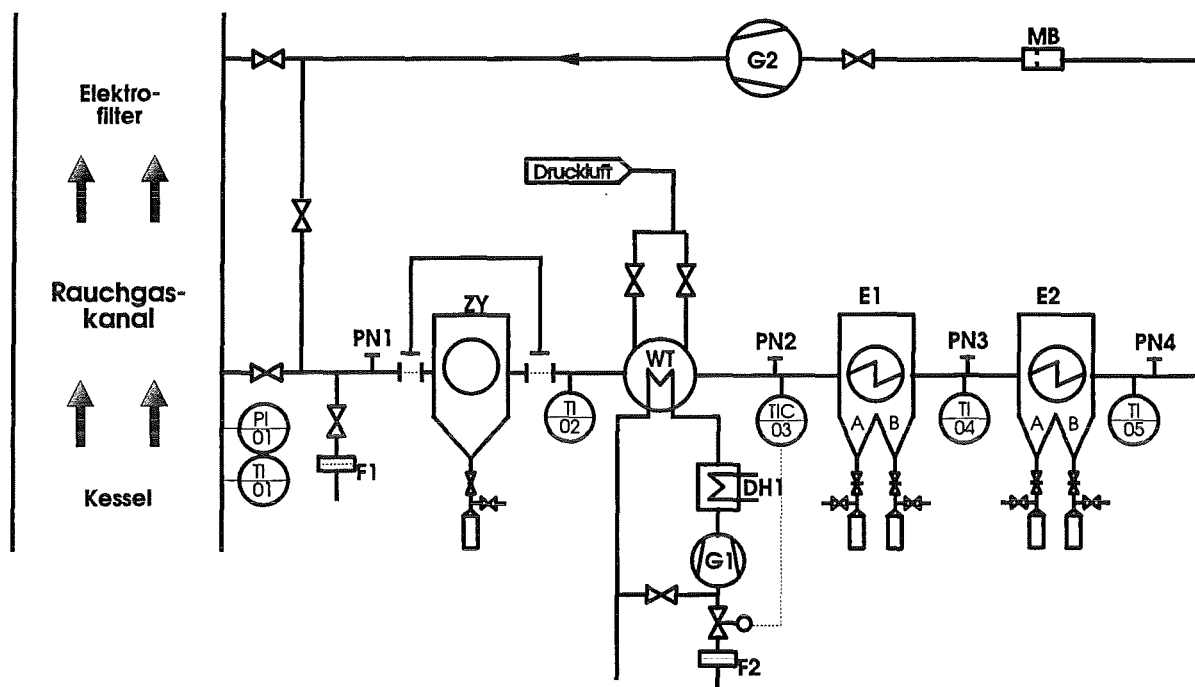 MB
G2
Elektro-
filter
Druckluft
Rauchgas-
kanal
ZY
E1
E2
PN1
WT
PN2
PN3
PN4
A
B
A
B
TI
02
TIC
03
TI
04
TI
05
PI
01
TI
01
F1
DH1
Kessel
G1
F2